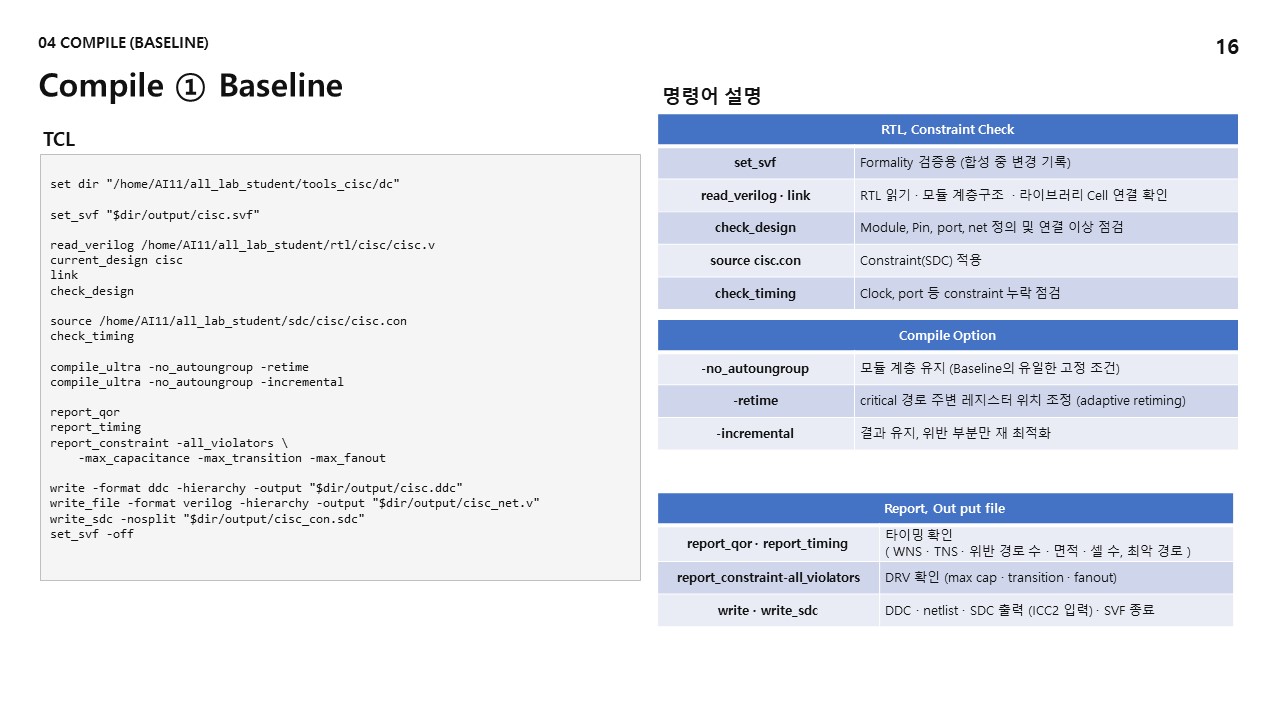 04 COMPILE (BASELINE)
16
Compile ① Baseline
TCL
set dir "/home/AI11/all_lab_student/tools_cisc/dc"
set_svf "$dir/output/cisc.svf"
read_verilog /home/AI11/all_lab_student/rtl/cisc/cisc.v
current_design cisc
link
check_design
source /home/AI11/all_lab_student/sdc/cisc/cisc.con
check_timing
compile_ultra -no_autoungroup -retime
compile_ultra -no_autoungroup -incremental
report_qor
report_timing
report_constraint -all_violators \
    -max_capacitance -max_transition -max_fanout
write -format ddc -hierarchy -output "$dir/output/cisc.ddc"
write_file -format verilog -hierarchy -output "$dir/output/cisc_net.v"
write_sdc -nosplit "$dir/output/cisc_con.sdc"
set_svf -off
명령어 설명
RTL, Constraint Check
set_svf Formality 검증용 (합성 중 변경 기록)
read_verilog · link RTL 읽기 · 모듈 계층구조 · 라이브러리 Cell 연결 확인
check_design Module, Pin, port, net 정의 및 연결 이상 점검
source cisc.con Constraint(SDC) 적용
check_timing Clock, port 등 constraint 누락 점검
Compile Option
-no_autoungroup 모듈 계층 유지 (Baseline의 유일한 고정 조건)
-retime critical 경로 주변 레지스터 위치 조정 (adaptive retiming)
-incremental 결과 유지, 위반 부분만 재 최적화
Report, Out put file
report_qor · report_timing 타이밍 확인
( WNS · TNS · 위반 경로 수 · 면적 · 셀 수, 최악 경로 )
report_constraint-all_violators DRV 확인 (max cap · transition · fanout)
write · write_sdc DDC · netlist · SDC 출력 (ICC2 입력) · SVF 종료